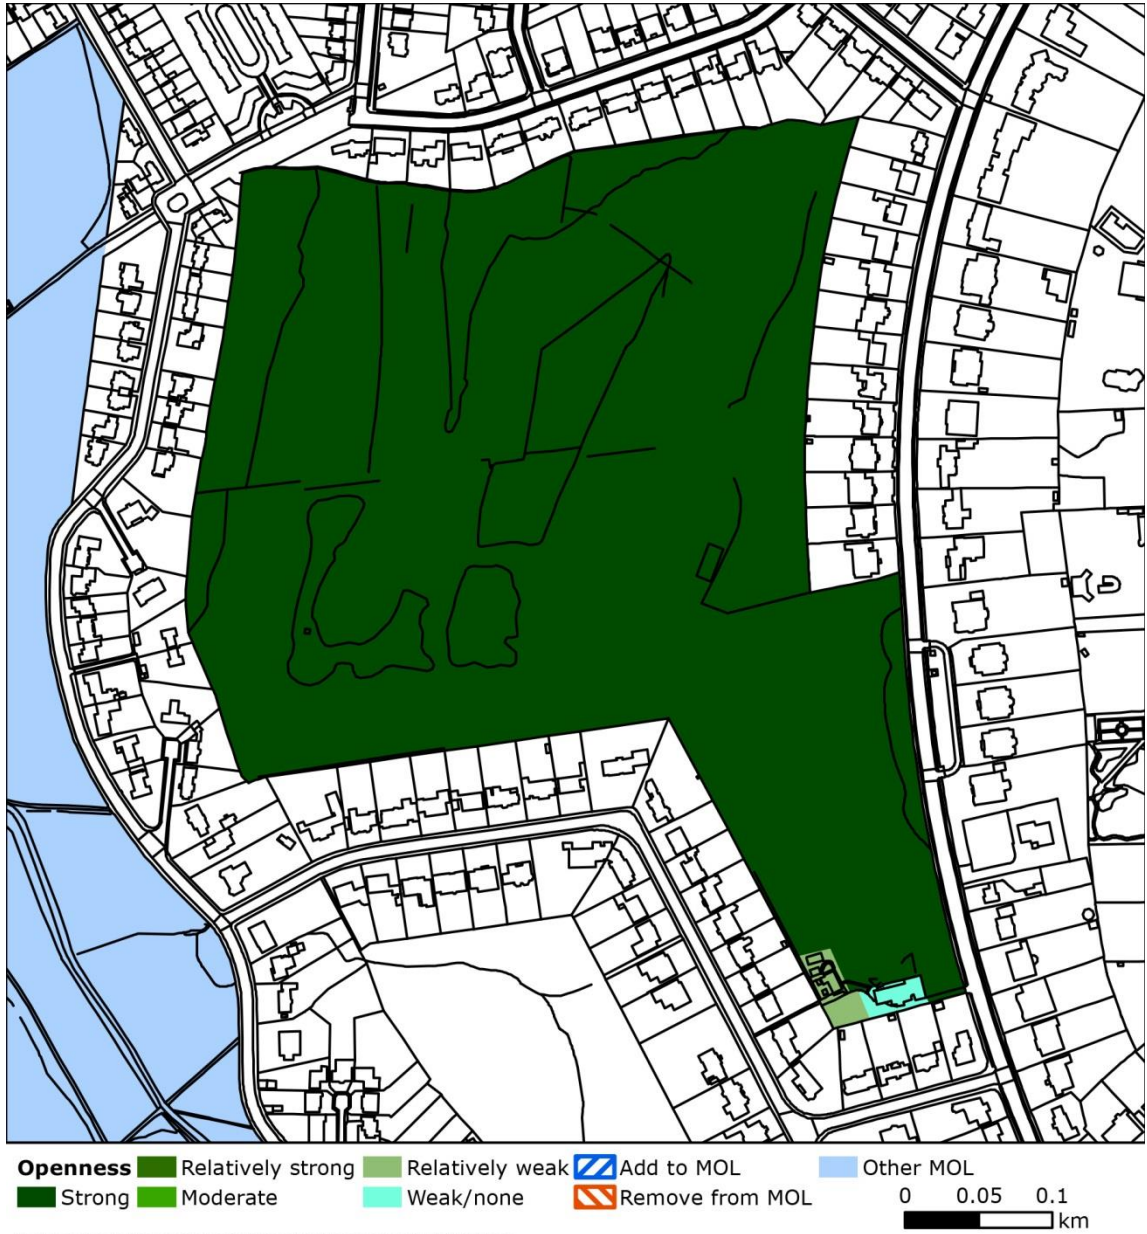 Openness Relatively strong Relatively weak Add to MOL Other MOL
Strong Moderate Weak/none Remove from MOL
0 0.05 0.1
km